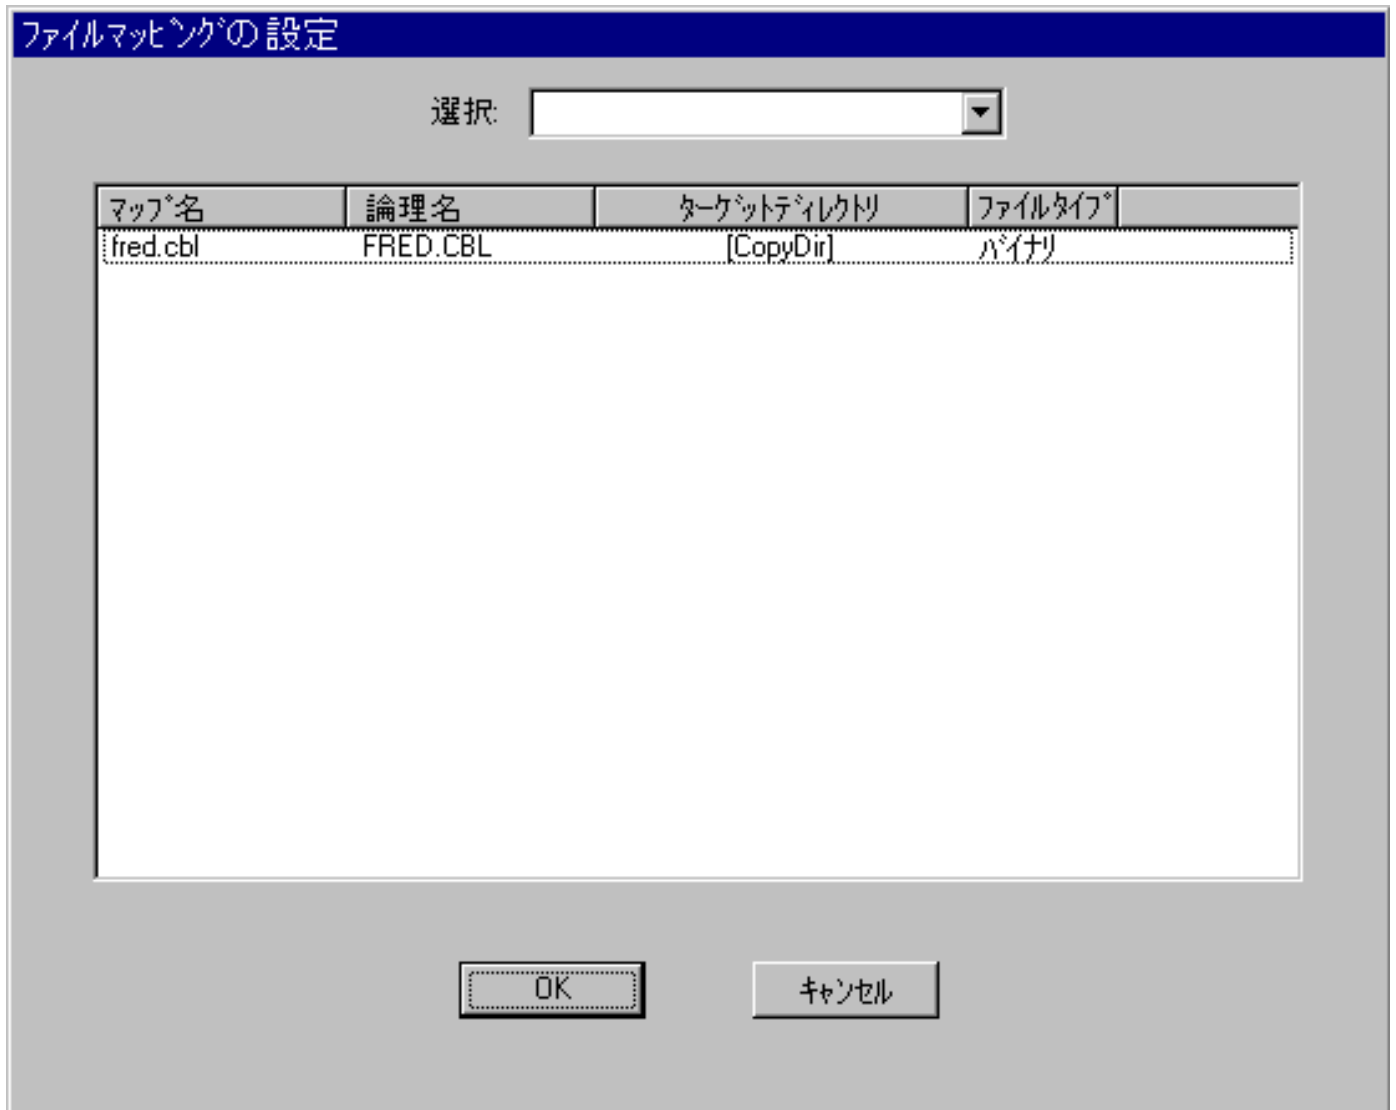 ﾌｧｲﾙﾏｯﾋﾟﾝｸﾞの設定
選択:
ﾏｯﾌﾟ名 論理名 ﾀｰｹﾞｯﾄﾃﾞｨﾚｸﾄﾘ ﾌｧｲﾙﾀｲﾌﾟ
fred.cbl FRED.CBL [CopyDir] ﾊﾞｲﾅﾘ
OK ｷｬﾝｾﾙ